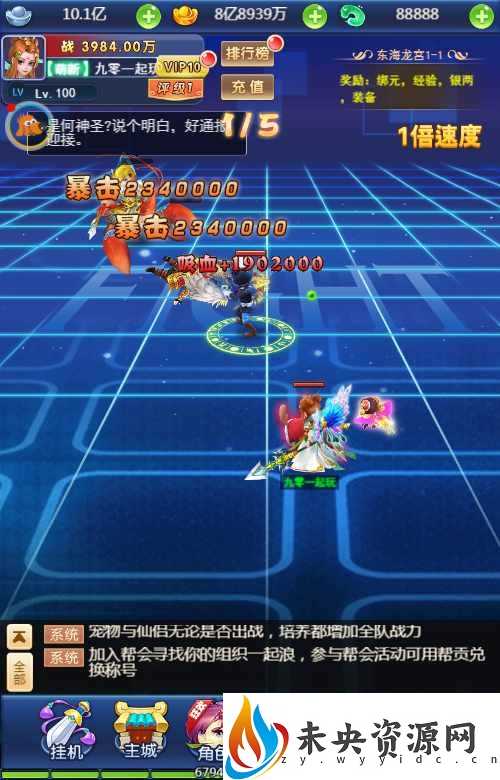 10.1亿
8亿8939万
88888
战 3984.00万
【萌新】九零一起玩
VIP10
LV Lv.100
评级1
排行榜
充值
东海龙宫1-1
奖励：绑元，经验，银两
，装备
是何神圣?说个明白，好通报
迎接。
1/5
1倍速度
暴击2340000
暴击2340000
吸血+1902000
FIGHT
九零一起玩
系统 宠物与仙侣无论是否出战，培养都增加全队战力
全部
系统 加入帮会寻找你的组织一起浪，参与帮会活动可用帮贡兑
换称号
挂机
主城
角色
狂欢
6794
未央资源网
zy.wyyidc.cn